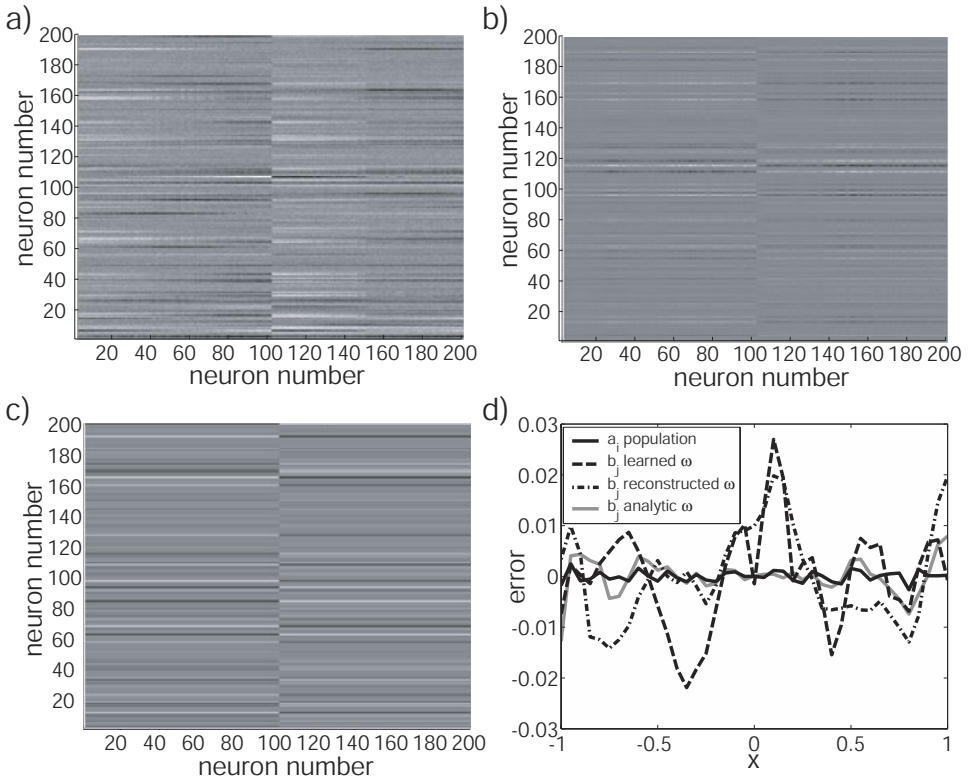 a)
200
180
160
140
120
100
80
60
40
20
neuron number
20 40 60 80 100 120 140 160 180 200
neuron number
b)
200
180
160
140
120
100
80
60
40
20
neuron number
20 40 60 80 100 120 140 160 180 200
neuron number
c)
200
180
160
140
120
100
80
60
40
20
neuron number
20 40 60 80 100 120 140 160 180 200
neuron number
d)
0.03
0.02
0.01
0
-0.01
-0.02
-0.03
error
a_i population
b_j learned ω
b_j reconstructed ω
b_j analytic ω
-1 -0.5 0 0.5 1
x